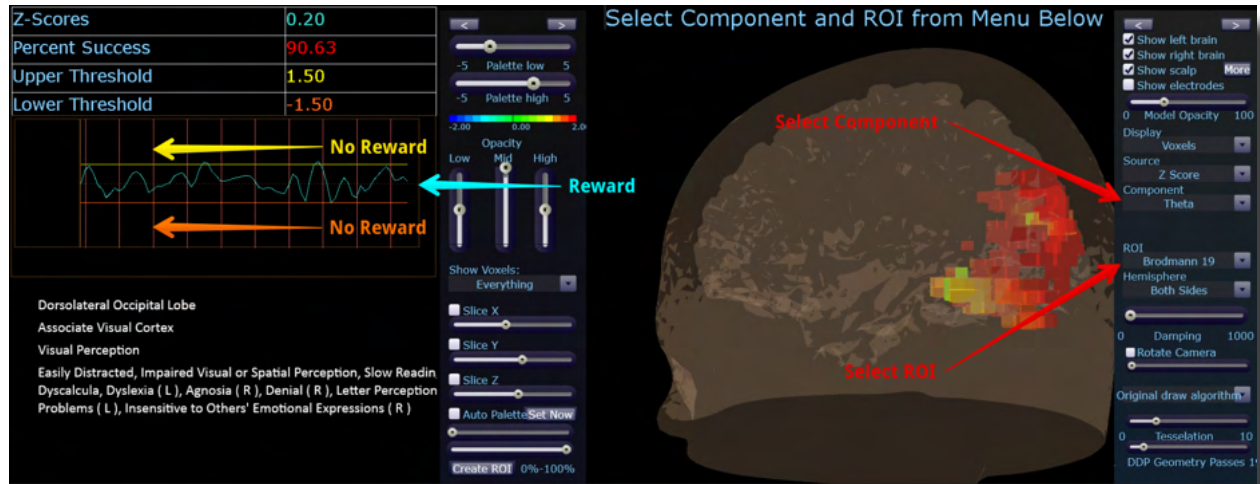 Z-Scores 0.20
Percent Success 90.63
Upper Threshold 1.50
Lower Threshold -1.50
No Reward
Reward
No Reward
Dorsolateral Occipital Lobe
Associate Visual Cortex
Visual Perception
Easily Distracted, Impaired Visual or Spatial Perception, Slow Readin
Dyscalcula, Dyslexia ( L ), Agnosia ( R ), Denial ( R ), Letter Perception
Problems ( L ), Insensitive to Others' Emotional Expressions ( R )
< >
-5 Palette low 5
-5 Palette high 5
-2.00 0.00 2.0
Opacity
Low Mid High
Show Voxels:
Everything
Slice X
Slice Y
Slice Z
Auto Palette Set Now
Create ROI 0%-100%
Select Component and ROI from Menu Below
Select Component
Select ROI
< >
Show left brain
Show right brain
Show scalp More
Show electrodes
0 Model Opacity 100
Display
Voxels
Source
Z Score
Component
Theta
ROI
Brodmann 19
Hemisphere
Both Sides
0 Damping 1000
Rotate Camera
Original draw algorithm
0 Tesselation 10
DDP Geometry Passes